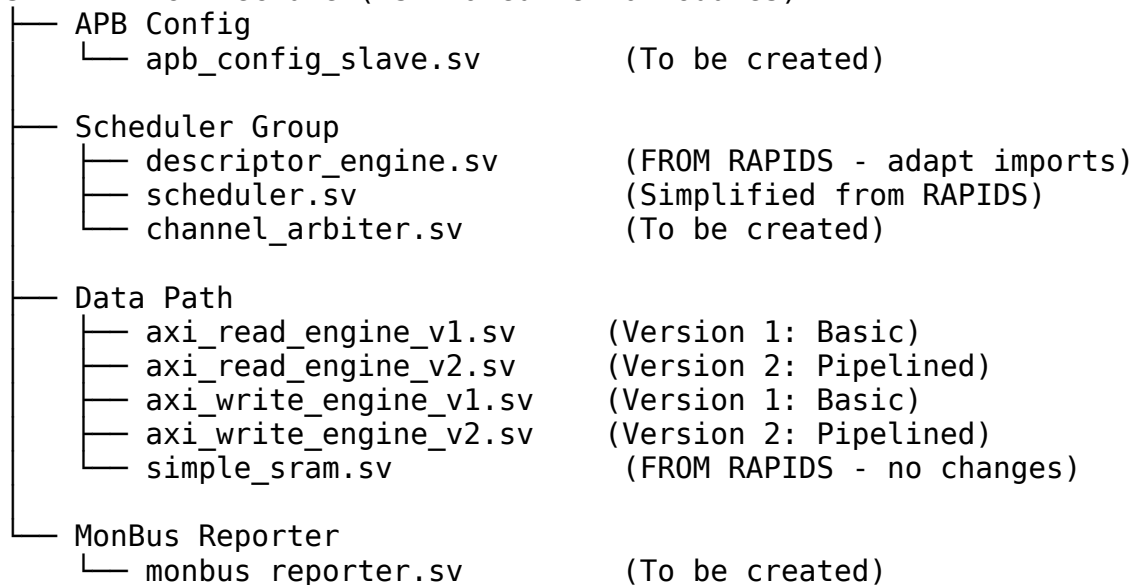 ├── APB Config
│   └── apb_config_slave.sv        (To be created)
│
├── Scheduler Group
│   ├── descriptor_engine.sv       (FROM RAPIDS - adapt imports)
│   ├── scheduler.sv               (Simplified from RAPIDS)
│   └── channel_arbiter.sv         (To be created)
│
├── Data Path
│   ├── axi_read_engine_v1.sv     (Version 1: Basic)
│   ├── axi_read_engine_v2.sv     (Version 2: Pipelined)
│   ├── axi_write_engine_v1.sv    (Version 1: Basic)
│   ├── axi_write_engine_v2.sv    (Version 2: Pipelined)
│   └── simple_sram.sv             (FROM RAPIDS - no changes)
│
└── MonBus Reporter
    └── monbus_reporter.sv         (To be created)